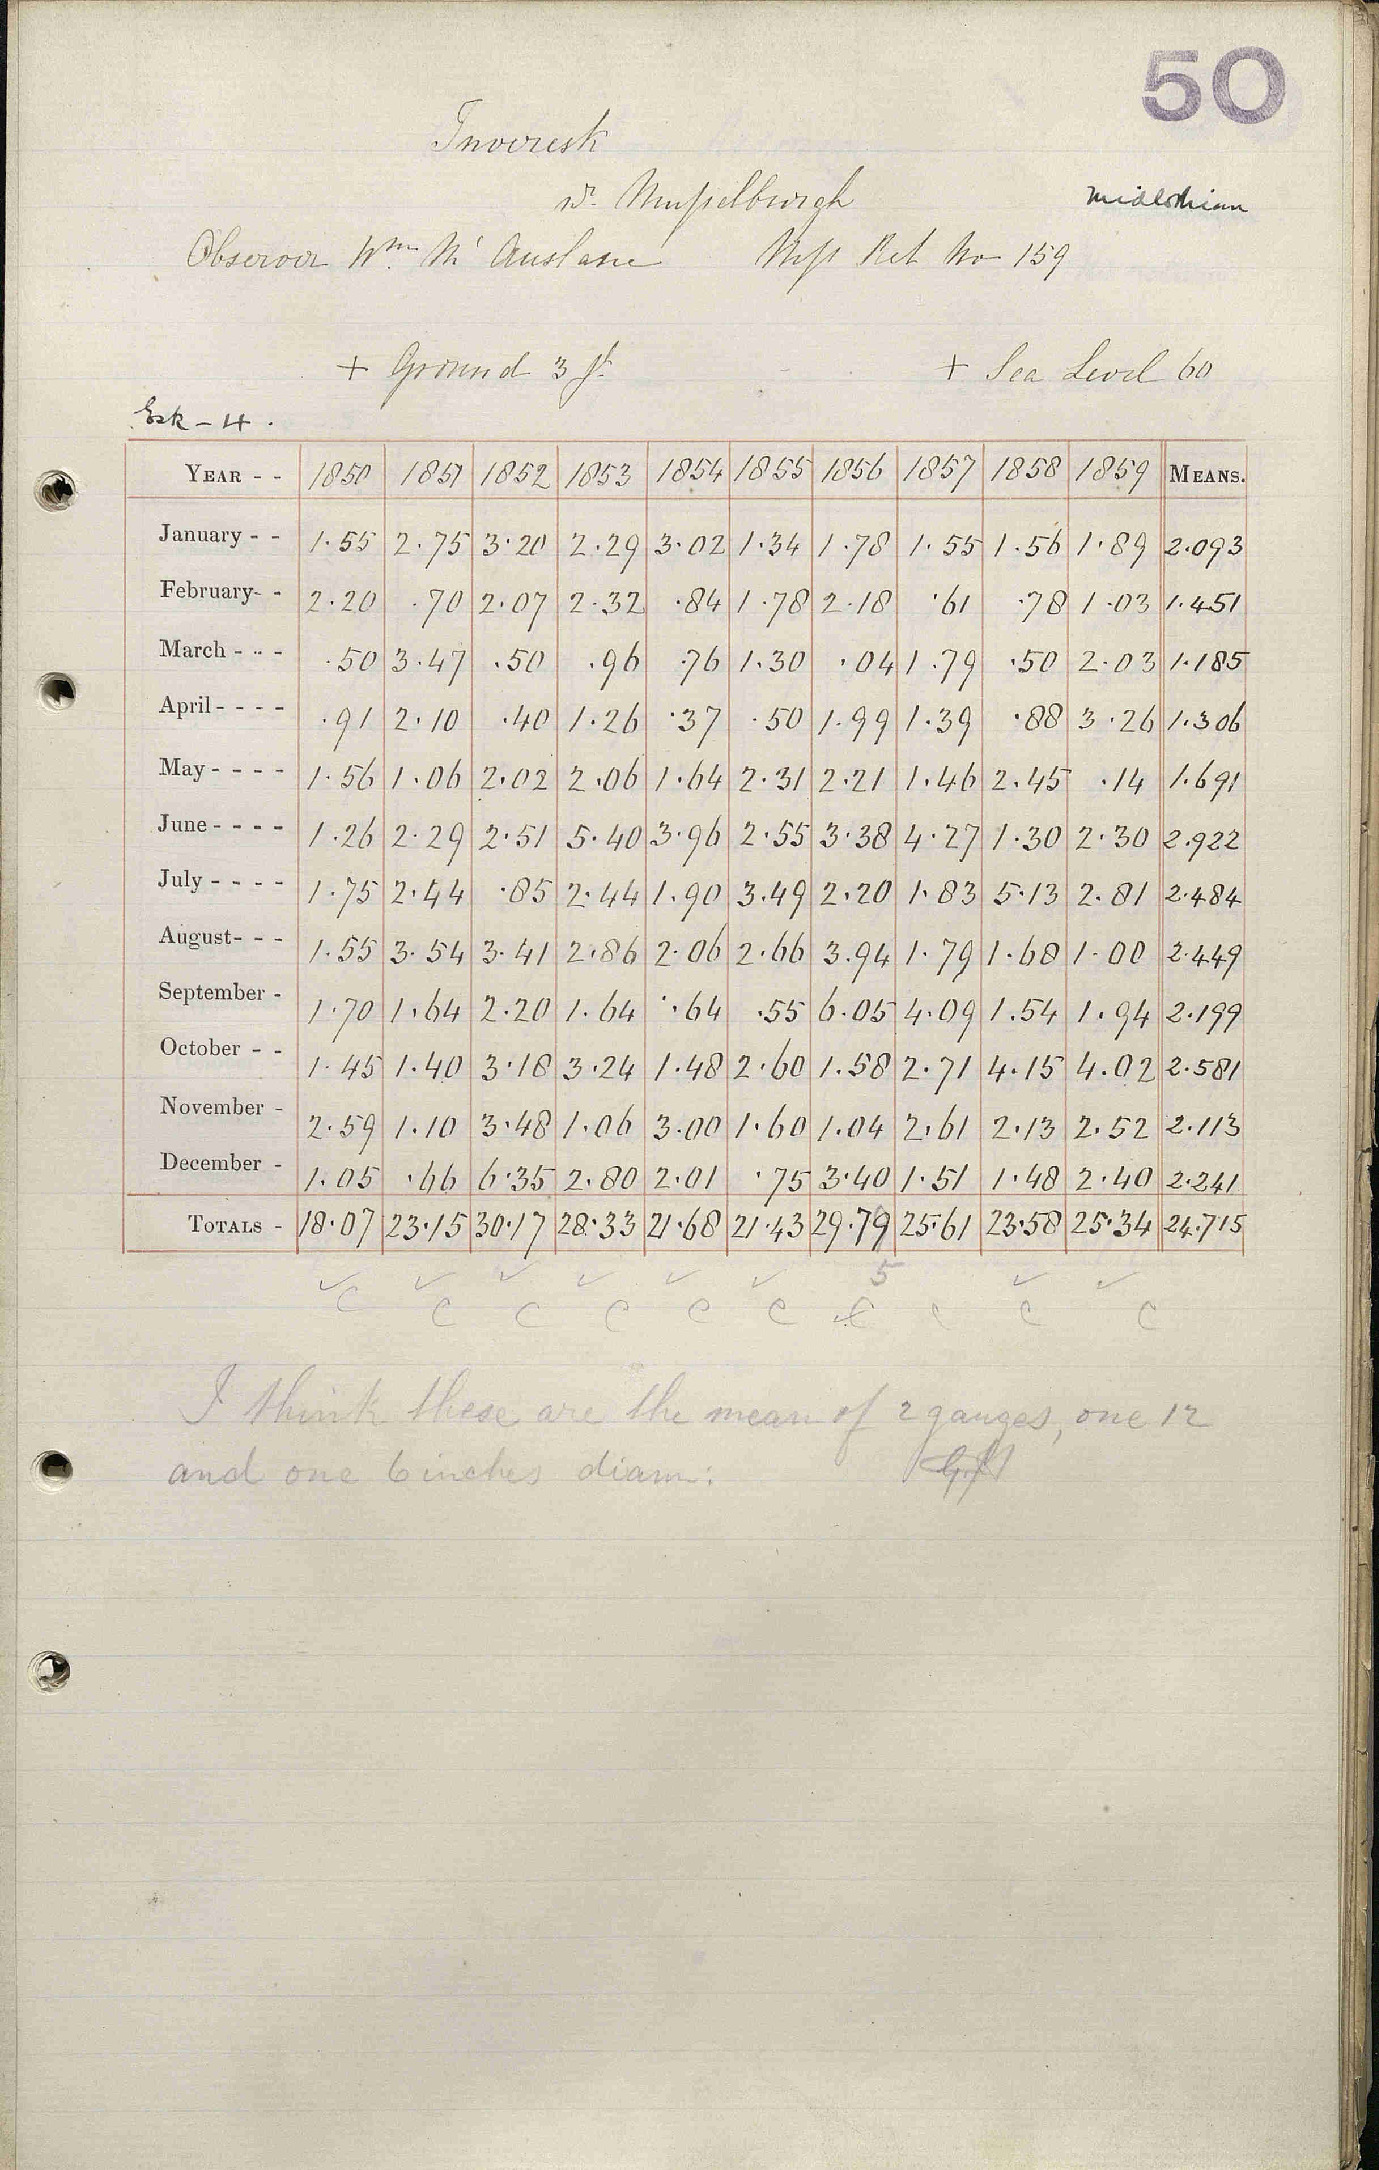 50
Inveresk
nr. Musselburgh
Midlothian
Observer Wm. Mc Auslane Mss Ret No 159
+ Ground 3 ft + Sea Level 60
Esk - 4.
YEAR - - 1850 1851 1852 1853 1854 1855 1856 1857 1858 1859 MEANS.
January - - 1.55 2.75 3.20 2.29 3.02 1.34 1.78 1.55 1.56 1.89 2.093
February- - 2.20 .70 2.07 2.32 .84 1.78 2.18 .61 .78 1.03 1.451
March - - - .50 3.47 .50 .96 .76 1.30 .04 1.79 .50 2.03 1.185
April - - - - .91 2.10 .40 1.26 .37 .50 1.99 1.39 .88 3.26 1.306
May - - - - 1.56 1.06 2.02 2.06 1.64 2.31 2.21 1.46 2.45 .14 1.691
June - - - - 1.26 2.29 2.51 5.40 3.96 2.55 3.38 4.27 1.30 2.30 2.922
July - - - - 1.75 2.44 .85 2.44 1.90 3.49 2.20 1.83 5.13 2.81 2.484
August- - - 1.55 3.54 3.41 2.86 2.06 2.66 3.94 1.79 1.68 1.00 2.449
September - 1.70 1.64 2.20 1.64 .64 .55 6.05 4.09 1.54 1.94 2.199
October - - 1.45 1.40 3.18 3.24 1.48 2.60 1.58 2.71 4.15 4.02 2.581
November - 2.59 1.10 3.48 1.06 3.00 1.60 1.04 2.61 2.13 2.52 2.113
December - 1.05 .66 6.35 2.80 2.01 .75 3.40 1.51 1.48 2.40 2.241
TOTALS - 18.07 23.15 30.17 28.33 21.68 21.43 29.79 25.61 23.58 25.34 24.715
5
c c c c c c c c c c
I think these are the mean of 2 gauges, one 12
and one 6 inches diam: